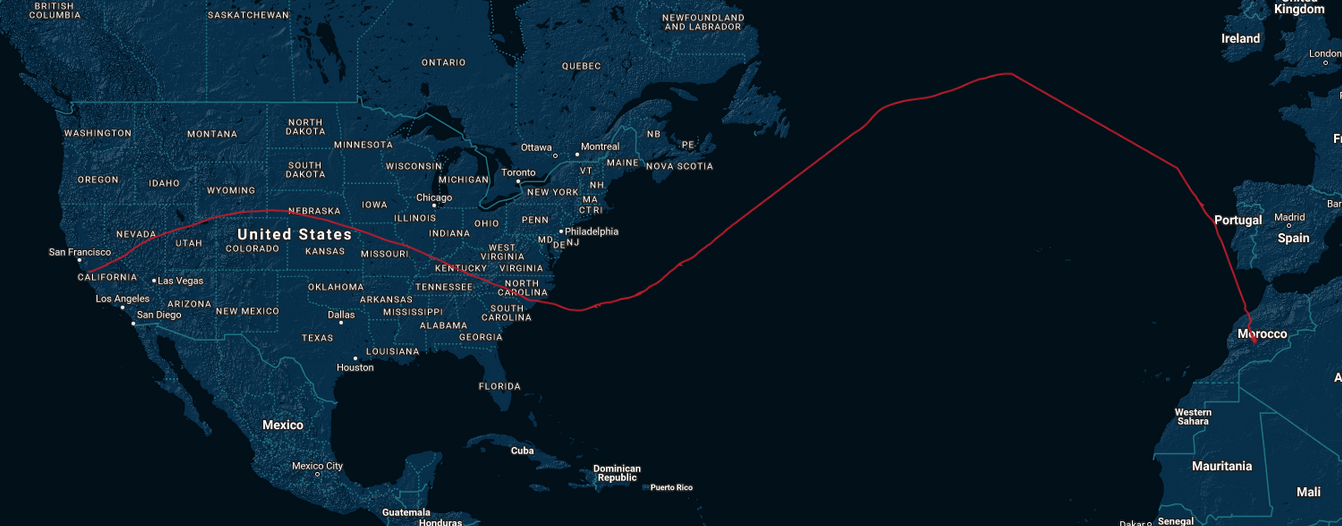 BRITISH
COLUMBIA
SASKATCHEWAN
NEWFOUNDLAND
AND LABRADOR
Kingdom
Ireland
London
ONTARIO
QUEBEC
WASHINGTON
MONTANA
NORTH
DAKOTA
MINNESOTA
NB
PE
Ottawa
Montreal
MAINE
NOVA SCOTIA
OREGON
IDAHO
WYOMING
SOUTH
DAKOTA
WISCONSIN
MICHIGAN
Toronto
VT
NH
NEW YORK
MA
CT RI
Chicago
IOWA
NEBRASKA
ILLINOIS
INDIANA
OHIO
PENN
Philadelphia
MD
DE
NJ
NEVADA
UTAH
United States
COLORADO
KANSAS
MISSOURI
WEST
VIRGINIA
KENTUCKY
VIRGINIA
Portugal
Madrid
Spain
San Francisco
CALIFORNIA
Las Vegas
Los Angeles
San Diego
ARIZONA
NEW MEXICO
OKLAHOMA
ARKANSAS
TENNESSEE
NORTH
CAROLINA
SOUTH
CAROLINA
MISSISSIPPI
ALABAMA
GEORGIA
Dallas
TEXAS
LOUISIANA
Houston
FLORIDA
Morocco
Mexico
Mexico City
Cuba
Dominican
Republic
Puerto Rico
Guatemala
Honduras
Western
Sahara
Mauritania
Mali
Dakar
Senegal